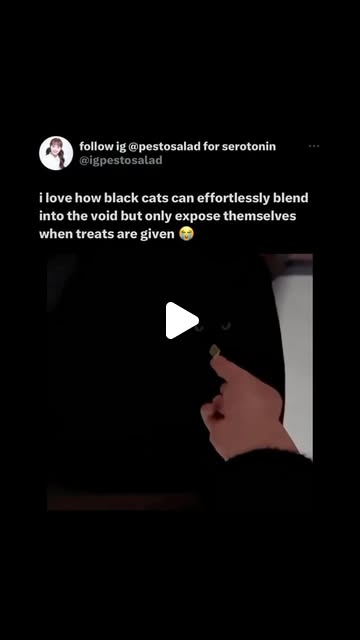 follow ig @pestosalad for serotonin
@igpestosalad
i love how black cats can effortlessly blend
into the void but only expose themselves
when treats are given 😭